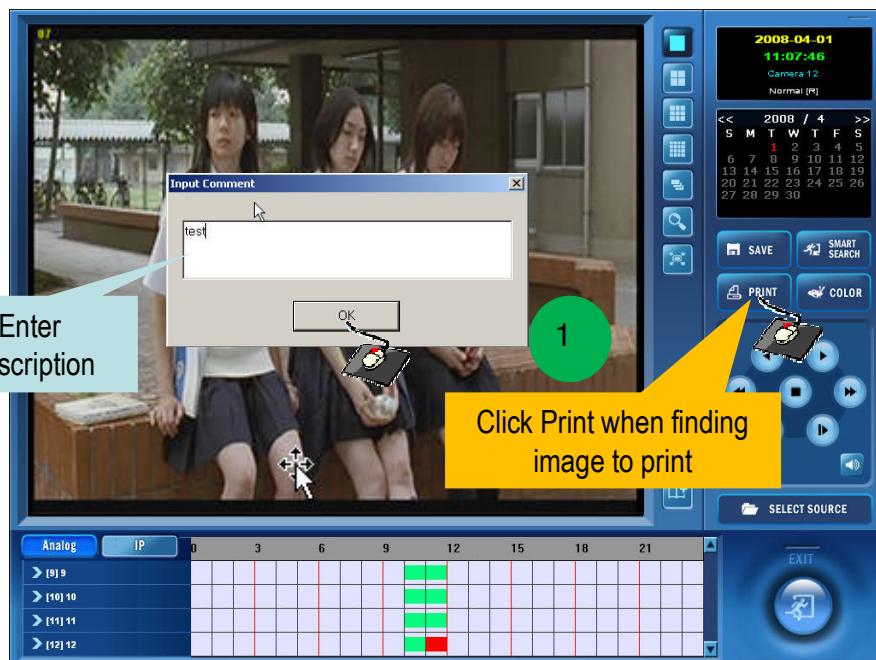 07
2008-04-01
11:07:46
Camera 12
Normal [R]
<< 2008 / 4 >>
S M T W T F S
1 2 3 4 5
6 7 8 9 10 11 12
13 14 15 16 17 18 19
20 21 22 23 24 25 26
27 28 29 30
Input Comment
test
OK
SAVE
SMART SEARCH
PRINT
COLOR
Enter
scription
1
Click Print when finding
image to print
SELECT SOURCE
Analog IP 0 3 6 9 12 15 18 21
[9] 9
[10] 10
[11] 11
[12] 12
EXIT